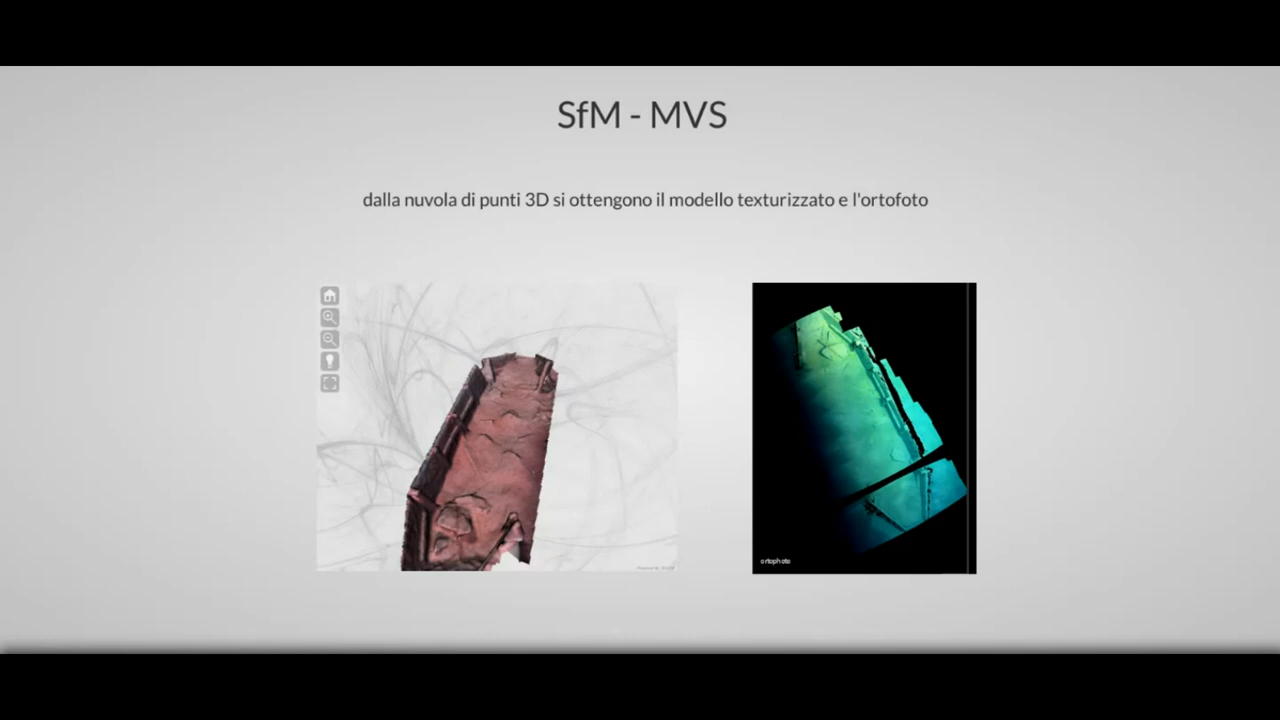 SfM - MVS
dalla nuvola di punti 3D si ottengono il modello texturizzato e l'ortofoto
ortophoto